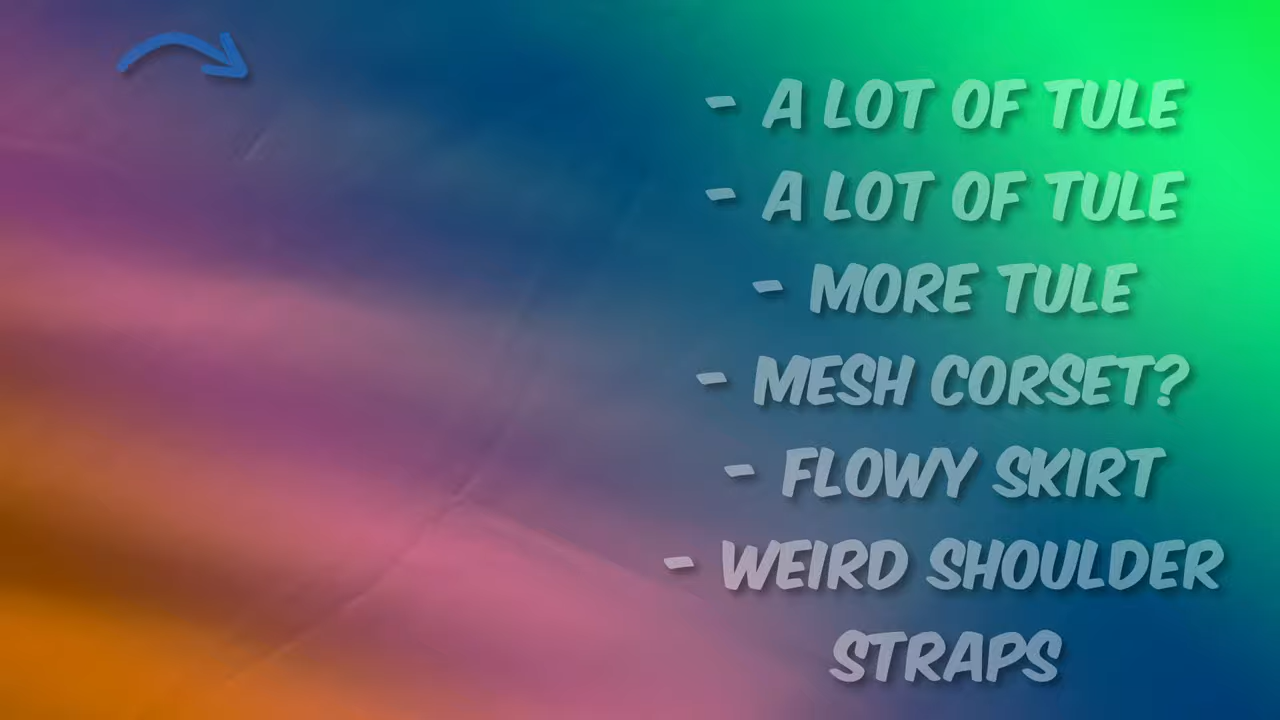 - A LOT OF TULE
- A LOT OF TULE
- MORE TULE
- MESH CORSET?
- FLOWY SKIRT
- WEIRD SHOULDER
STRAPS